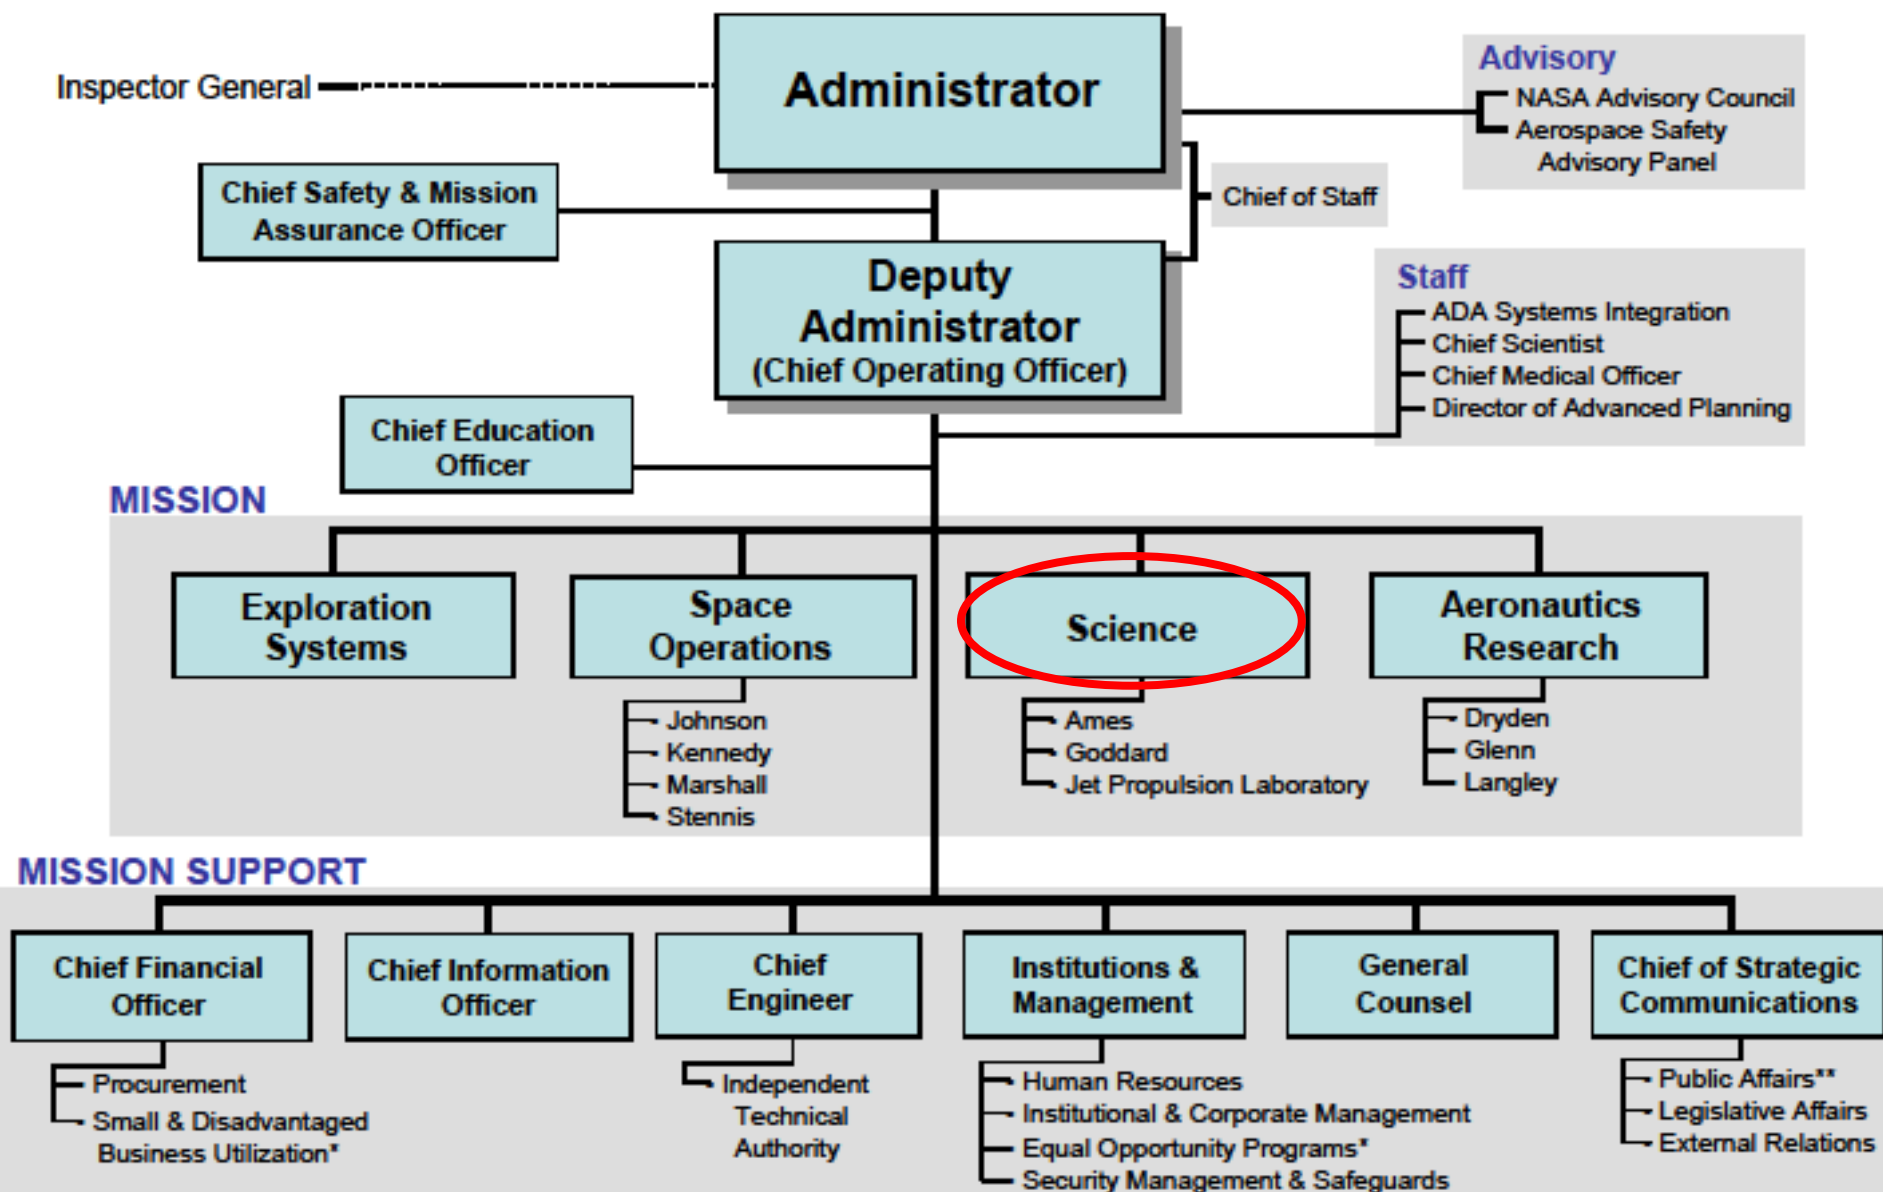 Administrator
Inspector General
Advisory
NASA Advisory Council
Aerospace Safety
Advisory Panel
Chief of Staff
Chief Safety & Mission
Assurance Officer
Deputy
Administrator
(Chief Operating Officer)
Staff
ADA Systems Integration
Chief Scientist
Chief Medical Officer
Director of Advanced Planning
Chief Education
Officer
MISSION
Exploration
Systems
Space
Operations
Johnson
Kennedy
Marshall
Stennis
Science
Ames
Goddard
Jet Propulsion Laboratory
Aeronautics
Research
Dryden
Glenn
Langley
MISSION SUPPORT
Chief Financial
Officer
Procurement
Small & Disadvantaged
Business Utilization*
Chief Information
Officer
Chief
Engineer
Independent
Technical
Authority
Institutions &
Management
Human Resources
Institutional & Corporate Management
Equal Opportunity Programs*
Security Management & Safeguards
General
Counsel
Chief of Strategic
Communications
Public Affairs**
Legislative Affairs
External Relations